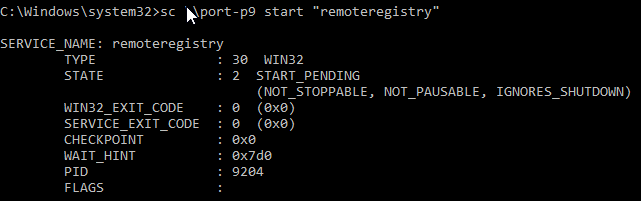 C:\Windows\system32>sc \\port-p9 start "remoteregistry"
SERVICE_NAME: remoteregistry
TYPE : 30 WIN32
STATE : 2 START_PENDING
(NOT_STOPPABLE, NOT_PAUSABLE, IGNORES_SHUTDOWN)
WIN32_EXIT_CODE : 0 (0x0)
SERVICE_EXIT_CODE : 0 (0x0)
CHECKPOINT : 0x0
WAIT_HINT : 0x7d0
PID : 9204
FLAGS :